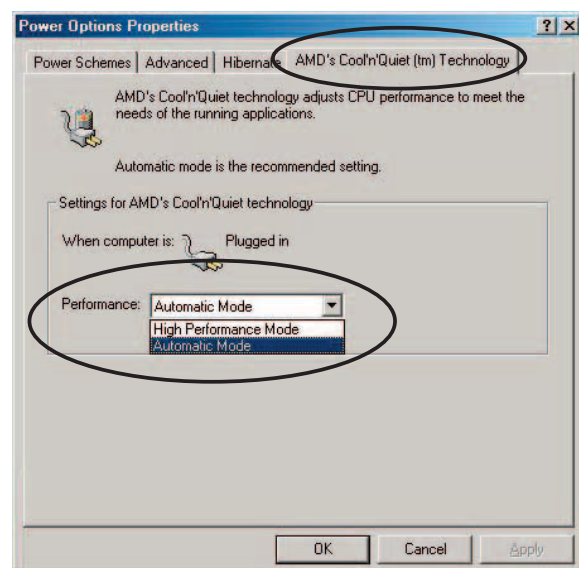 Power Options Properties
Power Schemes Advanced Hibernate AMD's Cool'n'Quiet (tm) Technology
AMD's Cool'n'Quiet technology adjusts CPU performance to meet the
needs of the running applications.
Automatic mode is the recommended setting.
Settings for AMD's Cool'n'Quiet technology
When computer is: Plugged in
Performance: Automatic Mode
High Performance Mode
Automatic Mode
OK Cancel Apply